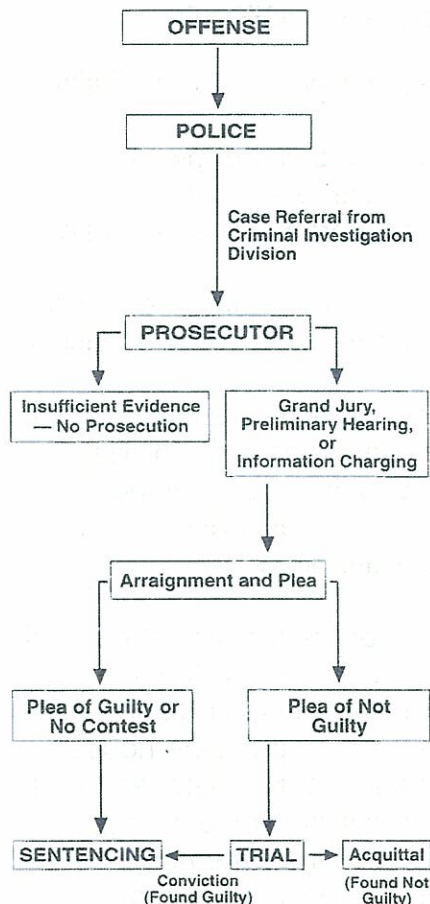 OFFENSE
POLICE
Case Referral from
Criminal Investigation
Division
PROSECUTOR
Insufficient Evidence
— No Prosecution
Grand Jury,
Preliminary Hearing,
or
Information Charging
Arraignment and Plea
Plea of Guilty or
No Contest
Plea of Not
Guilty
SENTENCING
TRIAL
Acquittal
Conviction
(Found Guilty)
(Found Not
Guilty)